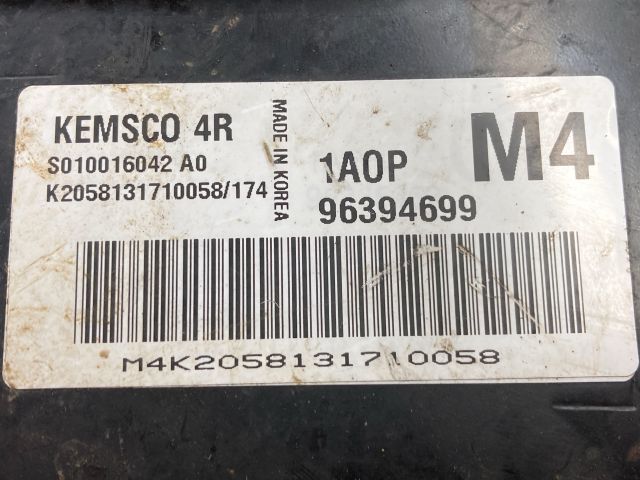 KEMSCO 4R
S010016042 A0
K2058131710058/174
MADE IN KOREA
1A0P
96394699
M4
M4K2058131710058